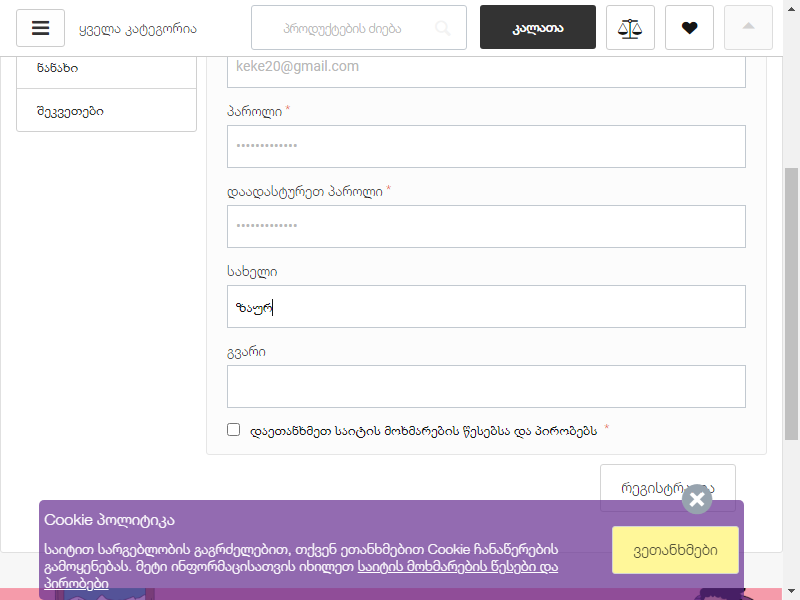 ყველა კატეგორია
პროდუქტების ძიება
კალათა
ნანახი
შეკვეთები
keke20@gmail.com
პაროლი *
•••••••••••••
დაადასტურეთ პაროლი *
•••••••••••••
სახელი
ზაურ
გვარი
დაეთანხმეთ საიტის მოხმარების წესებსა და პირობებს *
Cookie პოლიტიკა
საიტით სარგებლობის გაგრძელებით, თქვენ ეთანხმებით Cookie ჩანაწერების
გამოყენებას. მეტი ინფორმაციისათვის იხილეთ საიტის მოხმარების წესები და
პირობები
ვეთანხმები